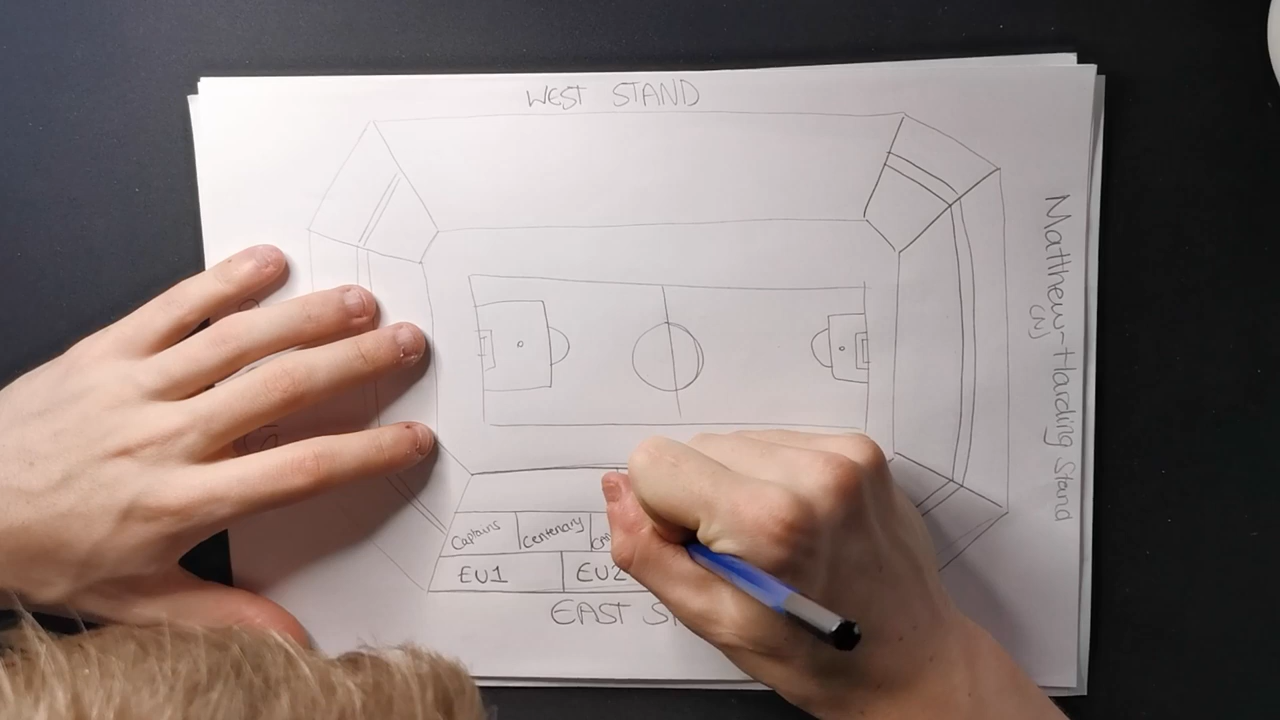 WEST STAND
Matthew-Harding Stand
(N)
Captains Centenary
EU1 EU2
EAST